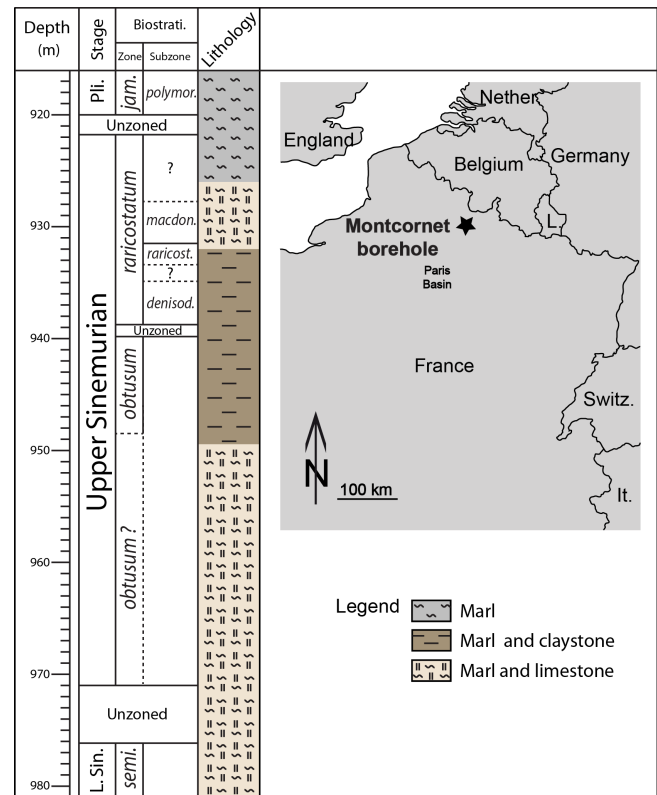 Depth
(m)
Stage
Biostrati.
Zone
Subzone
Lithology
920
930
940
950
960
970
980
Pli.
jam.
polymor.
Unzoned
Upper Sinemurian
raricostatum
?
macdon.
raricost.
?
denisod.
Unzoned
obtusum
obtusum ?
Unzoned
L. Sin.
semi.
England
Nether.
Belgium
Germany
L.
Montcornet
borehole
Paris
Basin
France
Switz.
It.
N
100 km
Legend
Marl
Marl and claystone
Marl and limestone